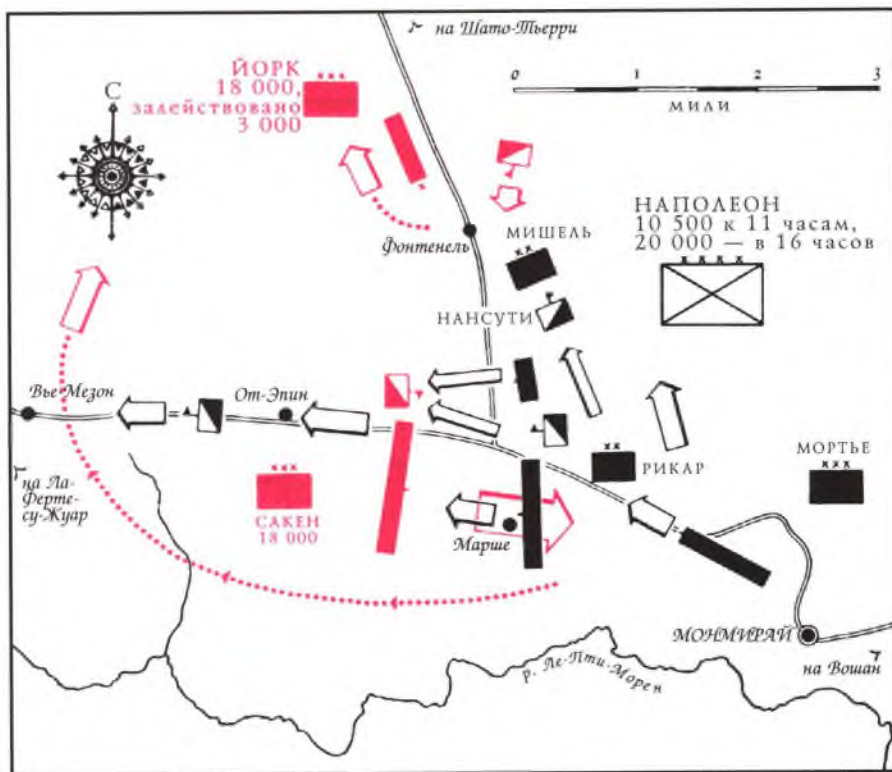 на Шато-Тьерри
ЙОРК
18 000,
залействовано
3 000
С
0 1 2 3
МИЛИ
НАПОЛЕОН
10 500 к 11 часам,
20 000 — в 16 часов
МИШЕЛЬ
Фонтенель
НАНСУТИ
Вье-Мезон
От-Эпин
РИКАР
МОРТЬЕ
на Ла-
Ферте-
су-Жуар
САКЕН
18 000
Марше
МОНМИРАЙ
на Вошан
Р. Ле-Пти-Морен